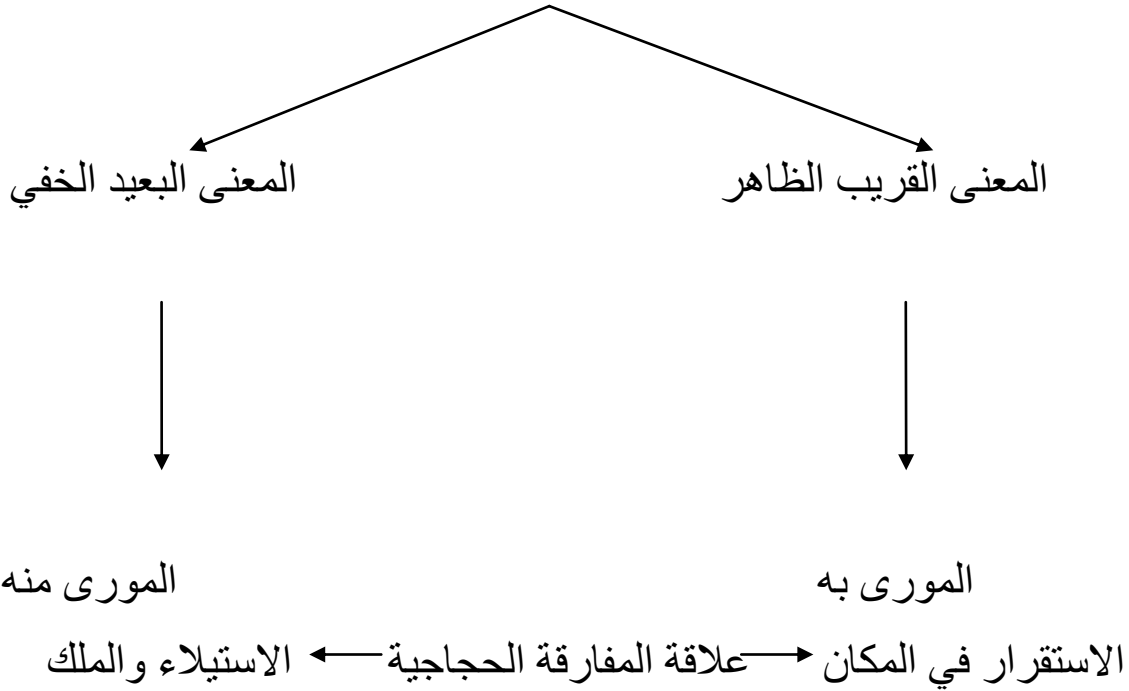 المعنى القريب الظاهر
المعنى البعيد الخفي
المورى به
المورى منه
الاستقرار في المكان علاقة المفارقة الحجاجية الاستيلاء والملك